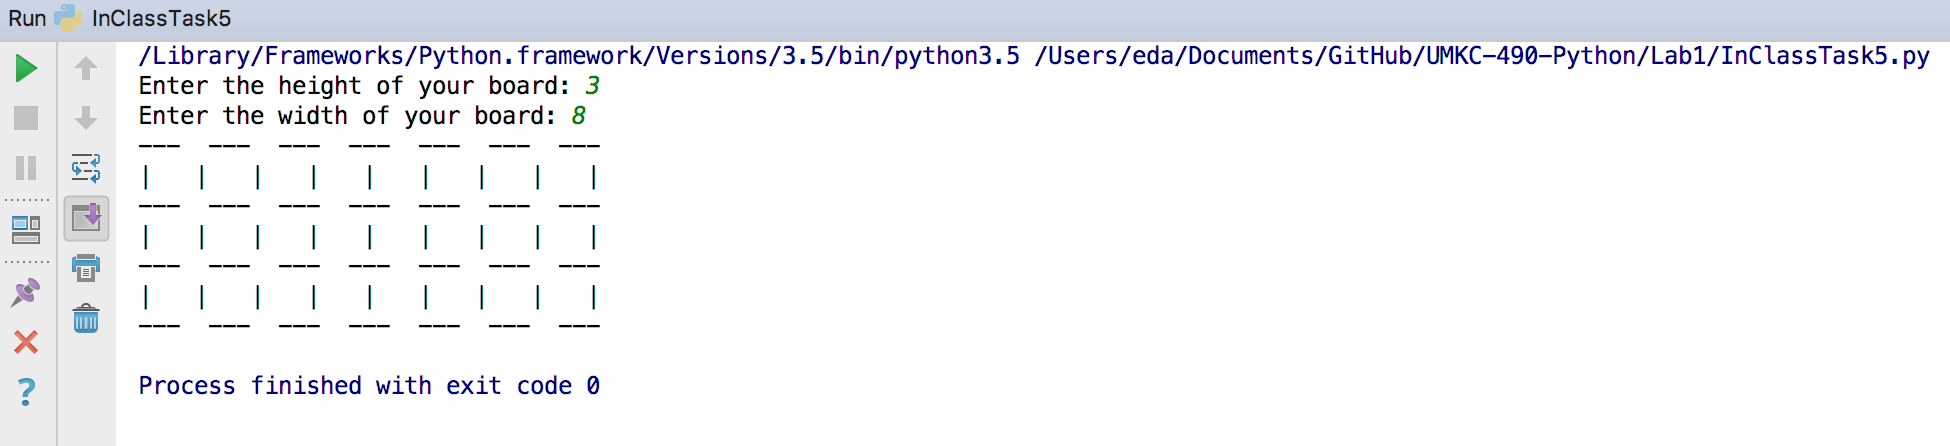 Run InClassTask5
/Library/Frameworks/Python.framework/Versions/3.5/bin/python3.5 /Users/eda/Documents/GitHub/UMKC-490-Python/Lab1/InClassTask5.py
Enter the height of your board: 3
Enter the width of your board: 8
---  ---  ---  ---  ---  ---  ---
|   |   |   |   |   |   |   |   |
---  ---  ---  ---  ---  ---  ---
|   |   |   |   |   |   |   |   |
---  ---  ---  ---  ---  ---  ---
|   |   |   |   |   |   |   |   |
---  ---  ---  ---  ---  ---  ---
Process finished with exit code 0